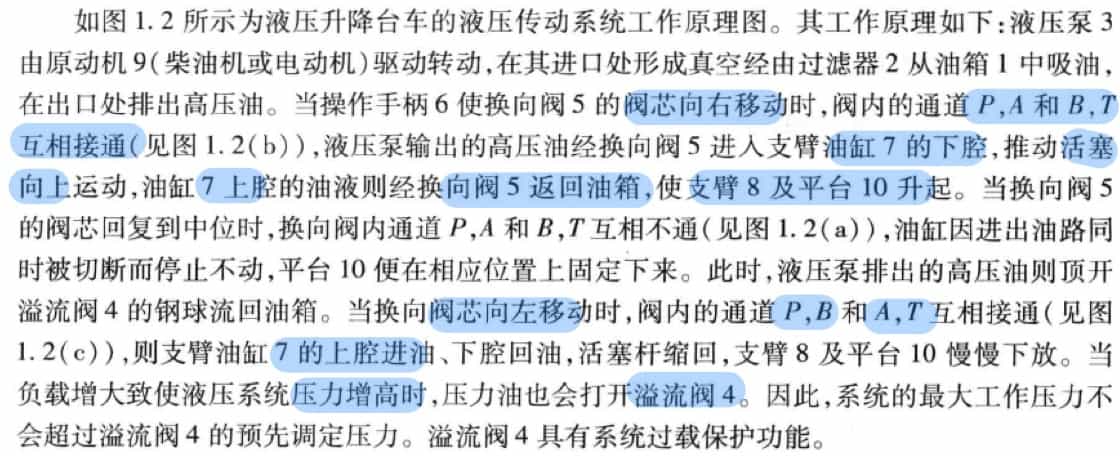 如图 1.2 所示为液压升降台车的液压传动系统工作原理图。其工作原理如下:液压泵 3
由原动机 9(柴油机或电动机)驱动转动,在其进口处形成真空经由过滤器 2 从油箱 1 中吸油,
在出口处排出高压油。当操作手柄 6 使换向阀 5 的阀芯向右移动时,阀内的通道 P,A 和 B,T
互相接通(见图 1.2(b)),液压泵输出的高压油经换向阀 5 进入支臂油缸 7 的下腔,推动活塞
向上运动,油缸 7 上腔的油液则经换向阀 5 返回油箱,使支臂 8 及平台 10 升起。当换向阀 5
的阀芯回复到中位时,换向阀内通道 P,A 和 B,T 互相不通(见图 1.2(a)),油缸因进出油路同
时被切断而停止不动,平台 10 便在相应位置上固定下来。此时,液压泵排出的高压油则顶开
溢流阀 4 的钢球流回油箱。当换向阀芯向左移动时,阀内的通道 P,B 和 A,T 互相接通(见图
1.2(c)),则支臂油缸 7 的上腔进油、下腔回油,活塞杆缩回,支臂 8 及平台 10 慢慢下放。当
负载增大致使液压系统压力增高时,压力油也会打开溢流阀 4。因此,系统的最大工作压力不
会超过溢流阀 4 的预先调定压力。溢流阀 4 具有系统过载保护功能。